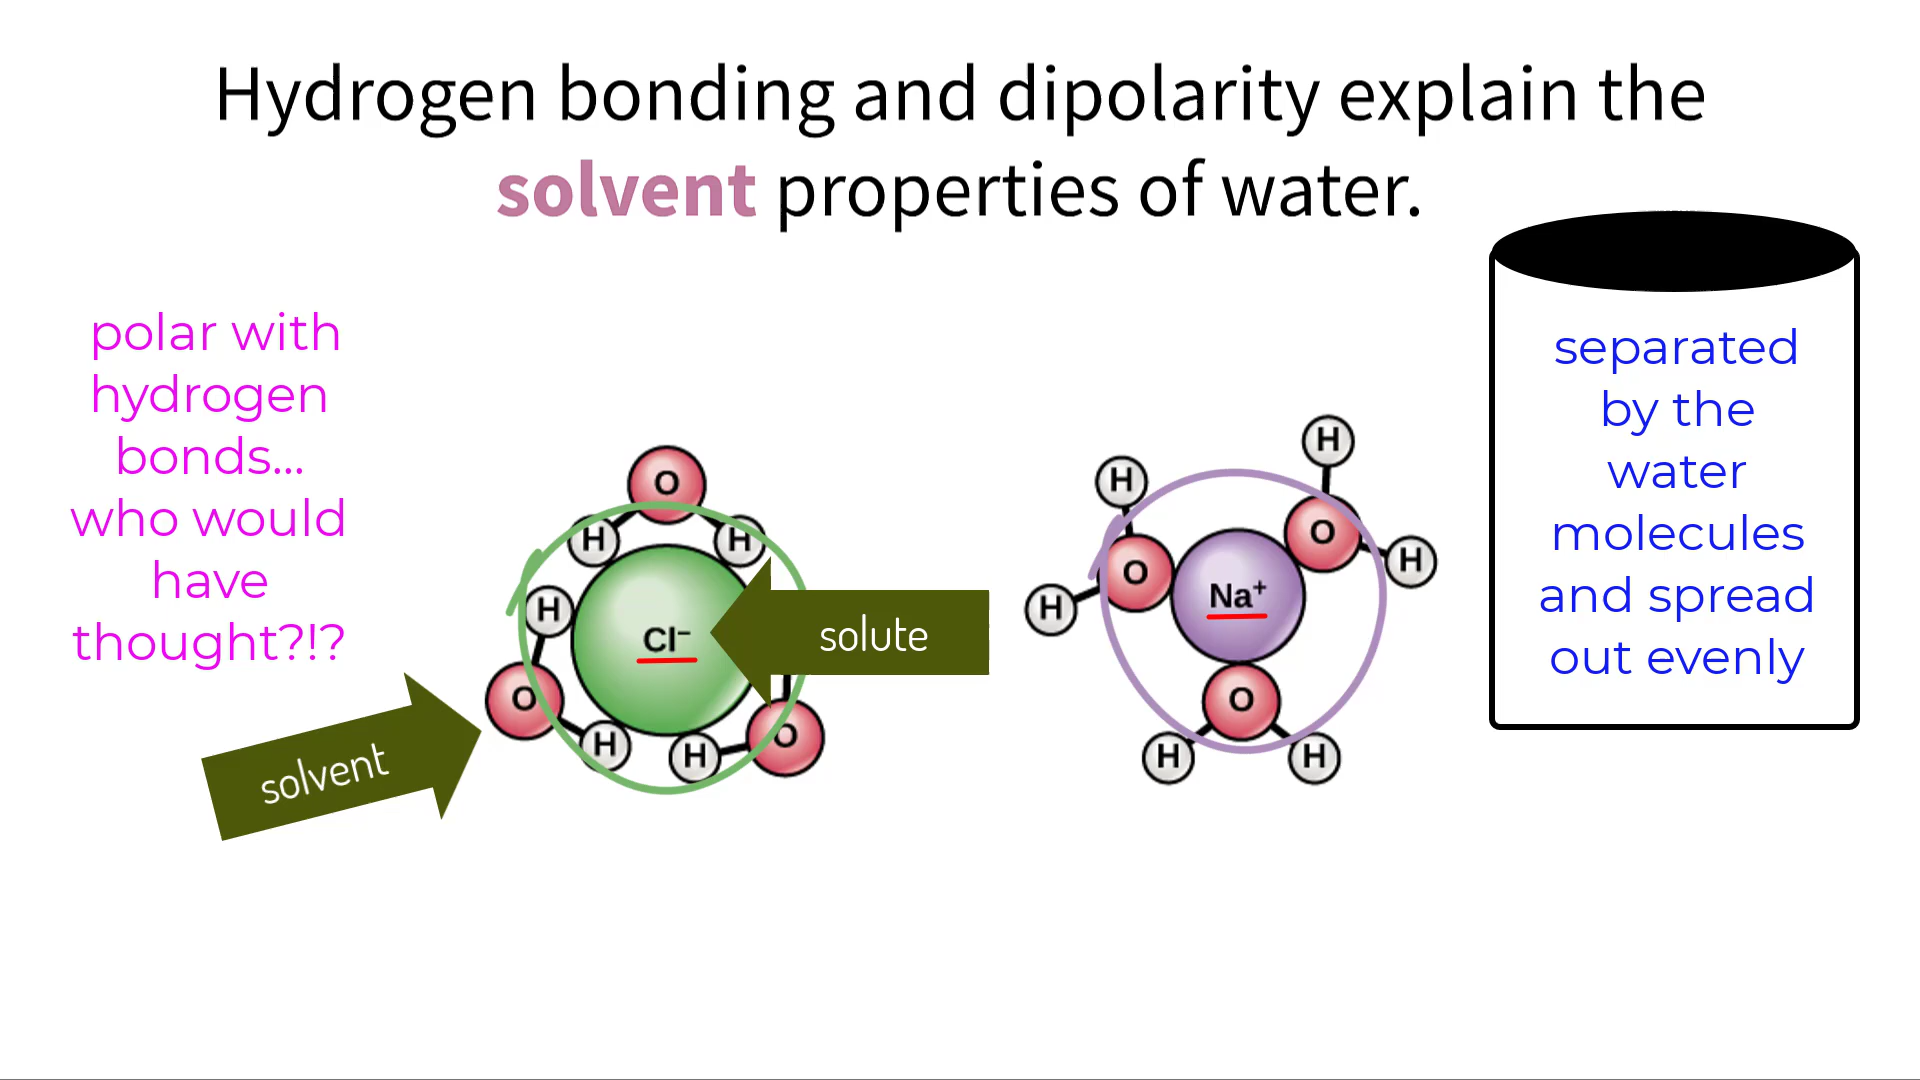 Hydrogen bonding and dipolarity explain the
solvent properties of water.
polar with
hydrogen
bonds...
who would
have
thought?!?
solvent
O
H
H
H
O
H
H
O
Cl⁻
solute
H
H
O
H
O
H
Na⁺
O
H
H
separated
by the
water
molecules
and spread
out evenly